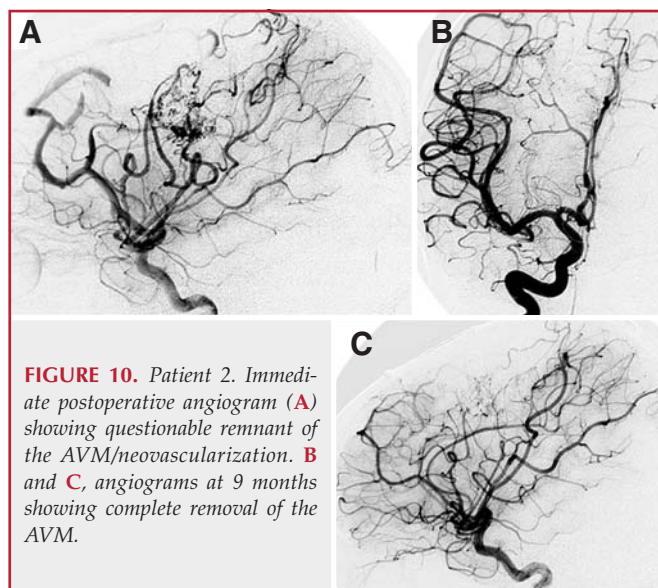 A
B
C
FIGURE 10. Patient 2. Immedi-
ate postoperative angiogram (A)
showing questionable remnant of
the AVM/neovascularization. B
and C, angiograms at 9 months
showing complete removal of the
AVM.